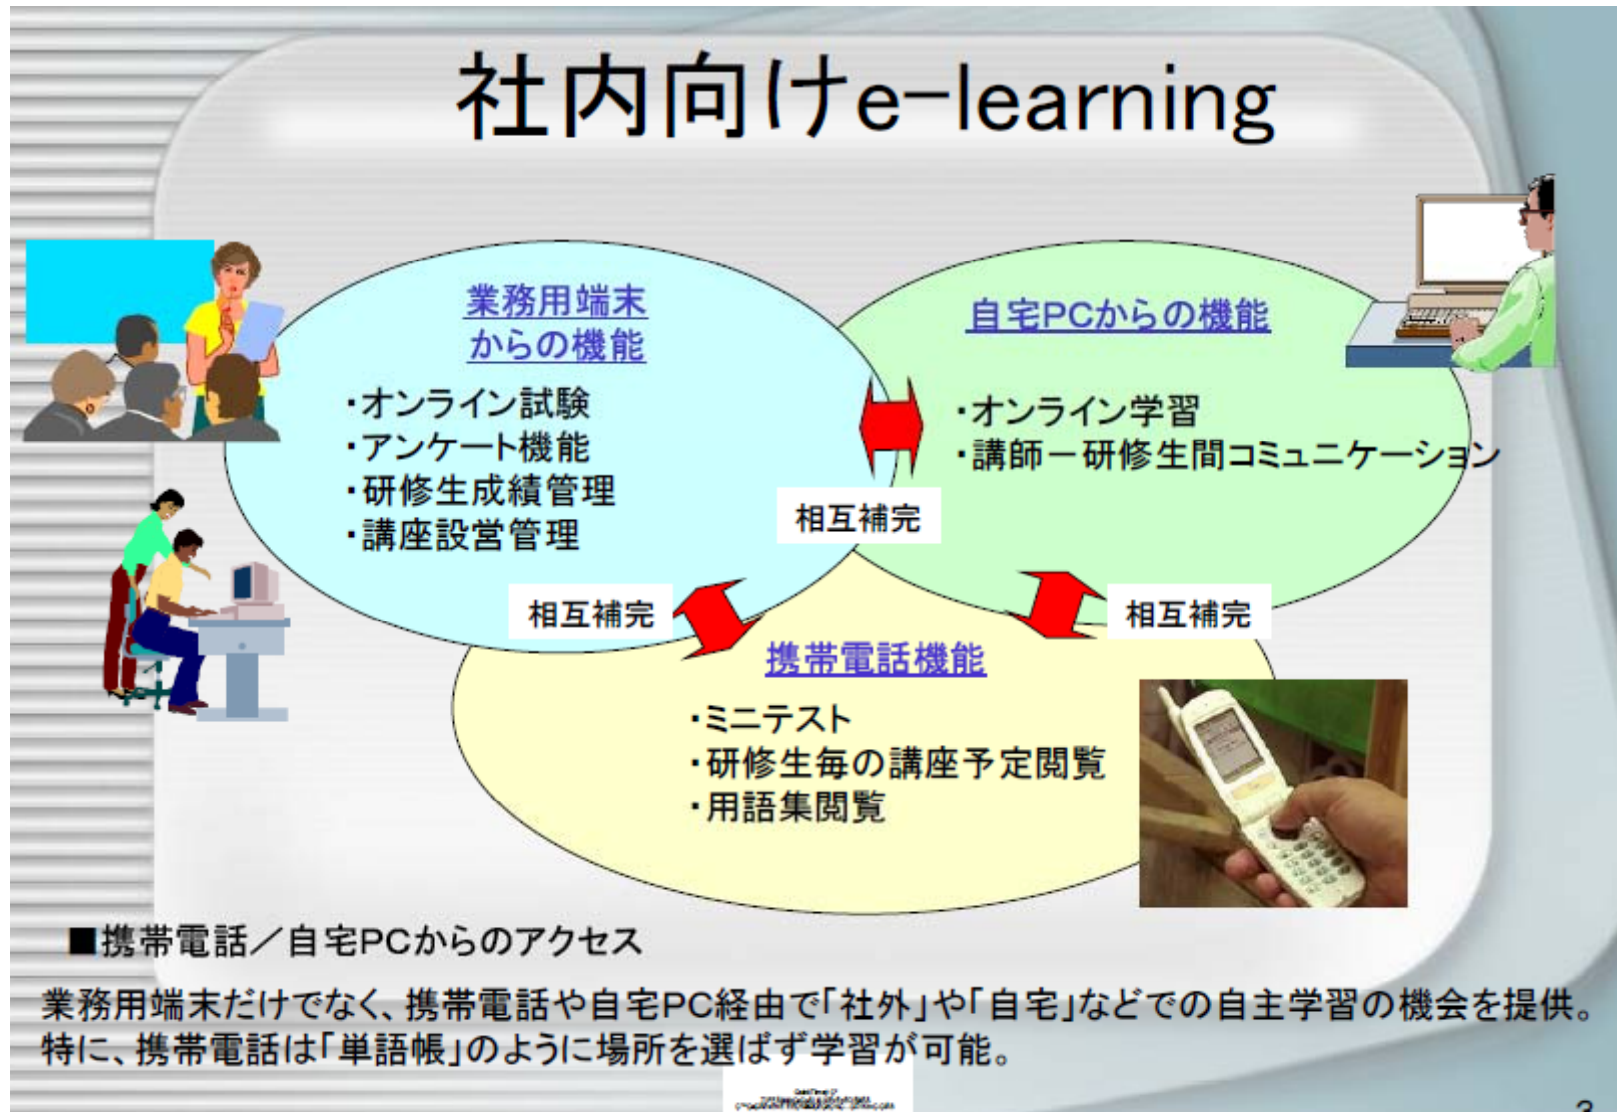 社内向けe-learning
業務用端末
からの機能
・オンライン試験
・アンケート機能
・研修生成績管理
・講座設営管理
自宅PCからの機能
・オンライン学習
・講師－研修生間コミュニケーション
相互補完
相互補完
相互補完
携帯電話機能
・ミニテスト
・研修生毎の講座予定閲覧
・用語集閲覧
■携帯電話／自宅PCからのアクセス
業務用端末だけでなく、携帯電話や自宅PC経由で「社外」や「自宅」などでの自主学習の機会を提供。
特に、携帯電話は「単語帳」のように場所を選ばず学習が可能。
3